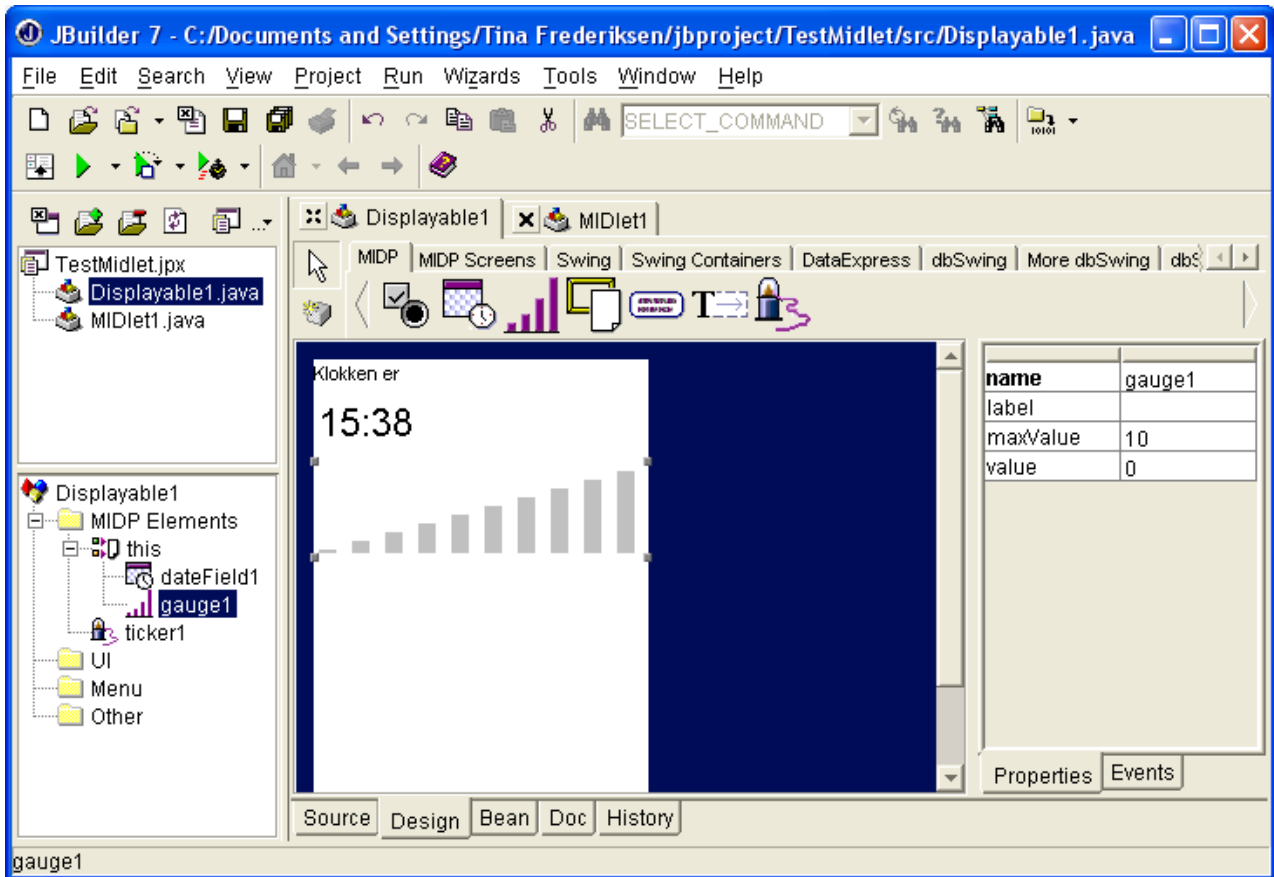 JBuilder 7 - C:/Documents and Settings/Tina Frederiksen/jbproject/TestMidlet/src/Displayable1.java
File Edit Search View Project Run Wizards Tools Window Help
SELECT_COMMAND
Displayable1 MIDlet1
MIDP MIDP Screens Swing Swing Containers DataExpress dbSwing More dbSwing
TestMidlet.jpx
Displayable1.java
MIDlet1.java
Displayable1
MIDP Elements
this
dateField1
gauge1
ticker1
UI
Menu
Other
Klokken er
15:38
name gauge1
label
maxValue 10
value 0
Properties Events
Source Design Bean Doc History
gauge1